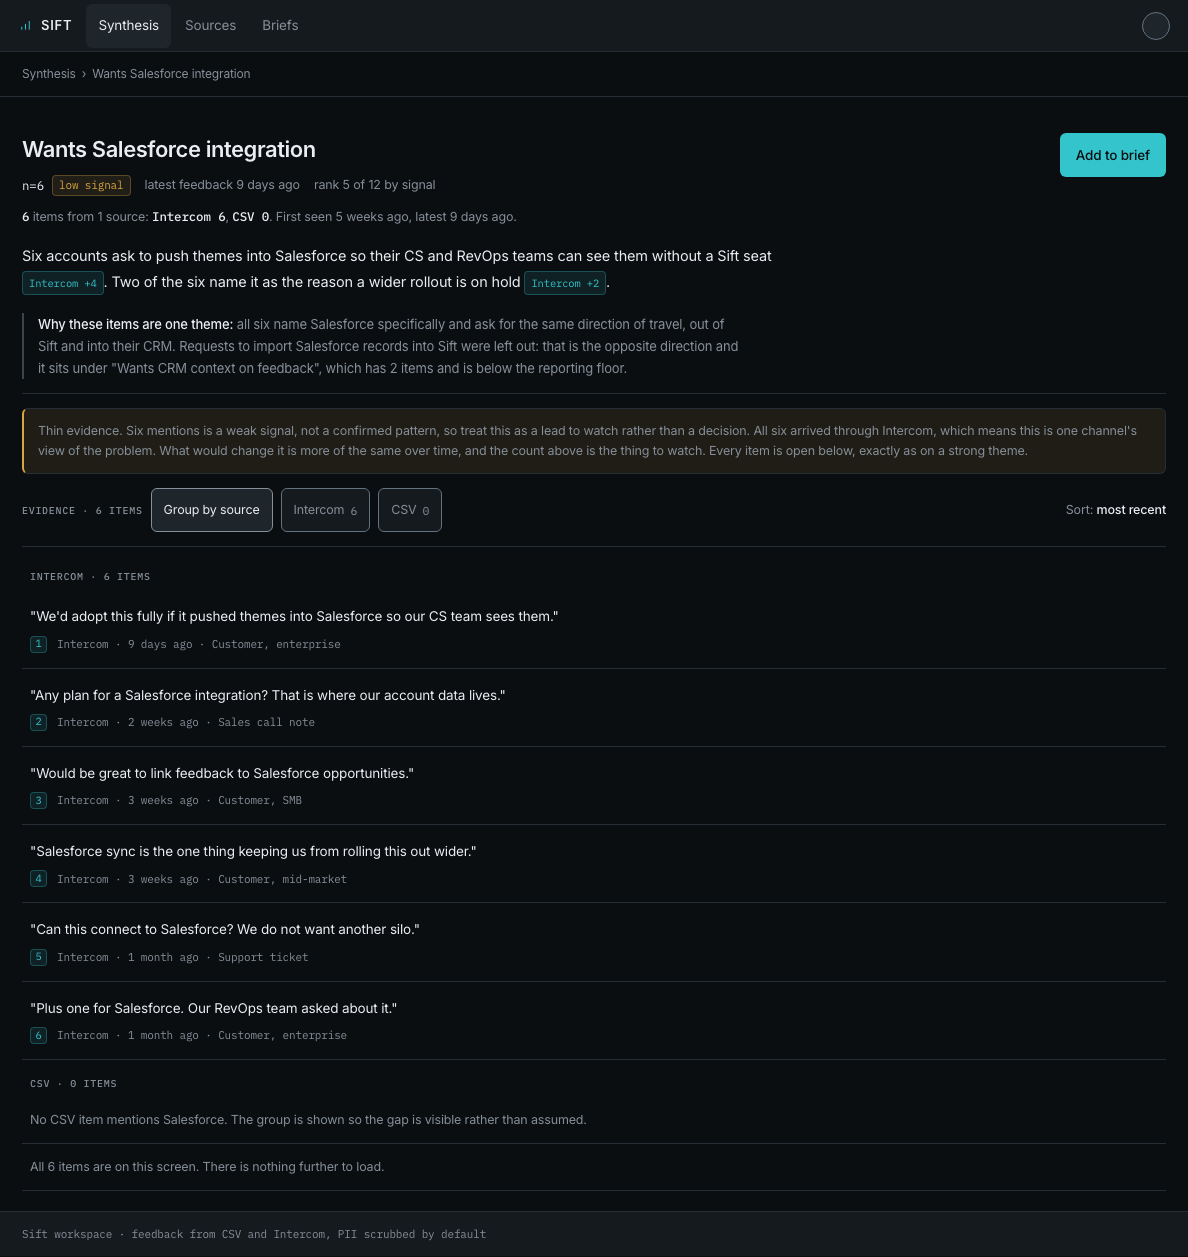 SIFT Synthesis Sources Briefs
Synthesis › Wants Salesforce integration
Wants Salesforce integration
Add to brief
n=6 low signal latest feedback 9 days ago rank 5 of 12 by signal
6 items from 1 source: Intercom 6, CSV 0. First seen 5 weeks ago, latest 9 days ago.
Six accounts ask to push themes into Salesforce so their CS and RevOps teams can see them without a Sift seat
Intercom +4. Two of the six name it as the reason a wider rollout is on hold Intercom +2.
Why these items are one theme: all six name Salesforce specifically and ask for the same direction of travel, out of
Sift and into their CRM. Requests to import Salesforce records into Sift were left out: that is the opposite direction and
it sits under "Wants CRM context on feedback", which has 2 items and is below the reporting floor.
Thin evidence. Six mentions is a weak signal, not a confirmed pattern, so treat this as a lead to watch rather than a decision. All six arrived through Intercom, which means this is one channel's
view of the problem. What would change it is more of the same over time, and the count above is the thing to watch. Every item is open below, exactly as on a strong theme.
EVIDENCE · 6 ITEMS Group by source Intercom 6 CSV 0 Sort: most recent
INTERCOM · 6 ITEMS
"We'd adopt this fully if it pushed themes into Salesforce so our CS team sees them."
1 Intercom · 9 days ago · Customer, enterprise
"Any plan for a Salesforce integration? That is where our account data lives."
2 Intercom · 2 weeks ago · Sales call note
"Would be great to link feedback to Salesforce opportunities."
3 Intercom · 3 weeks ago · Customer, SMB
"Salesforce sync is the one thing keeping us from rolling this out wider."
4 Intercom · 3 weeks ago · Customer, mid-market
"Can this connect to Salesforce? We do not want another silo."
5 Intercom · 1 month ago · Support ticket
"Plus one for Salesforce. Our RevOps team asked about it."
6 Intercom · 1 month ago · Customer, enterprise
CSV · 0 ITEMS
No CSV item mentions Salesforce. The group is shown so the gap is visible rather than assumed.
All 6 items are on this screen. There is nothing further to load.
Sift workspace · feedback from CSV and Intercom, PII scrubbed by default